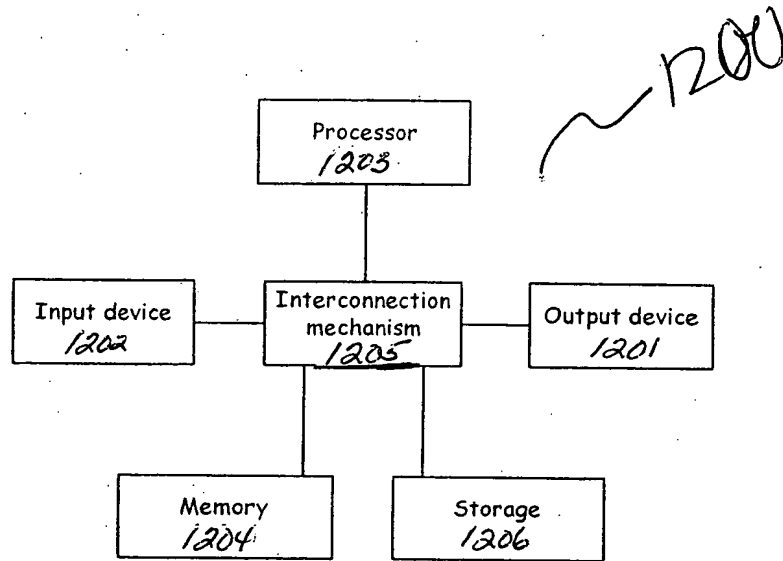 1200
Processor
1203
Input device
1202
Interconnection
mechanism
1205
Output device
1201
Memory
1204
Storage
1206